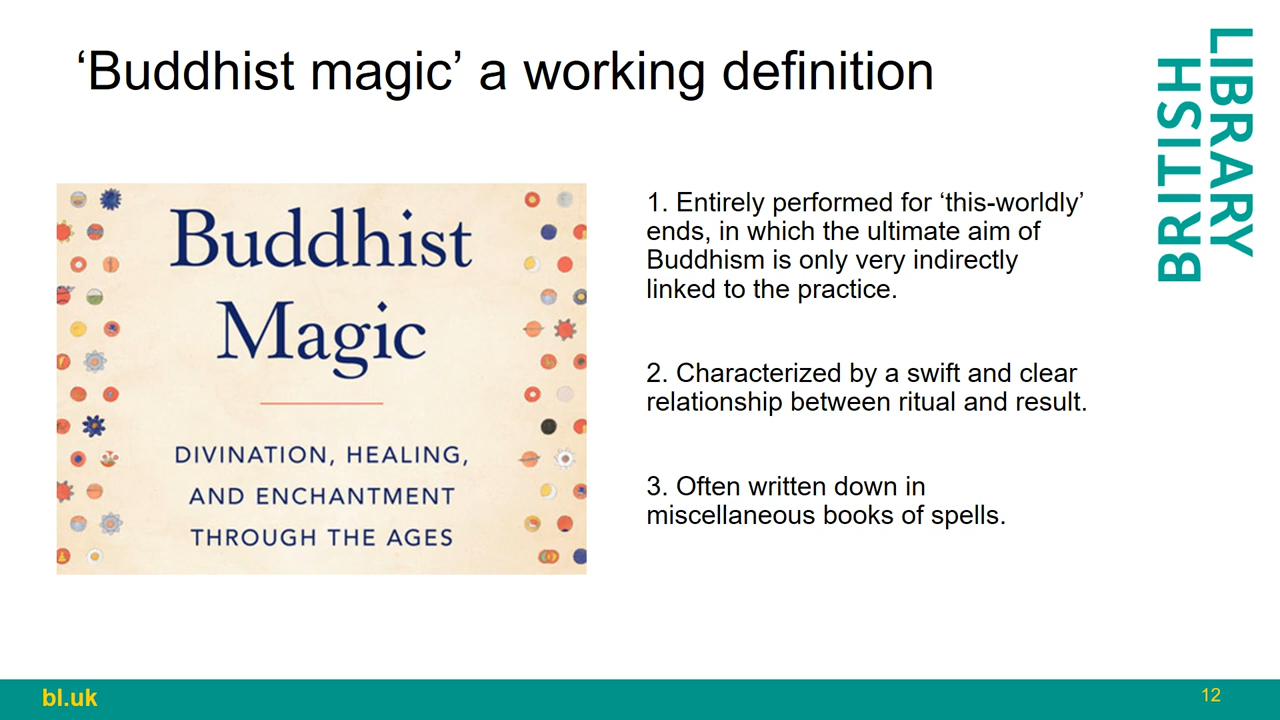 ‘Buddhist magic’ a working definition
BRITISH
LIBRARY
Buddhist
Magic
DIVINATION, HEALING,
AND ENCHANTMENT
THROUGH THE AGES
1. Entirely performed for ‘this-worldly’
ends, in which the ultimate aim of
Buddhism is only very indirectly
linked to the practice.
2. Characterized by a swift and clear
relationship between ritual and result.
3. Often written down in
miscellaneous books of spells.
bl.uk
12